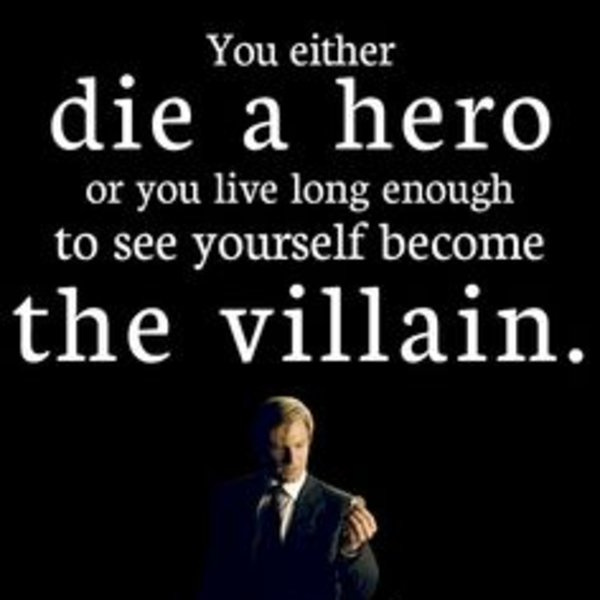 You either
die a hero
or you live long enough
to see yourself become
the villain.